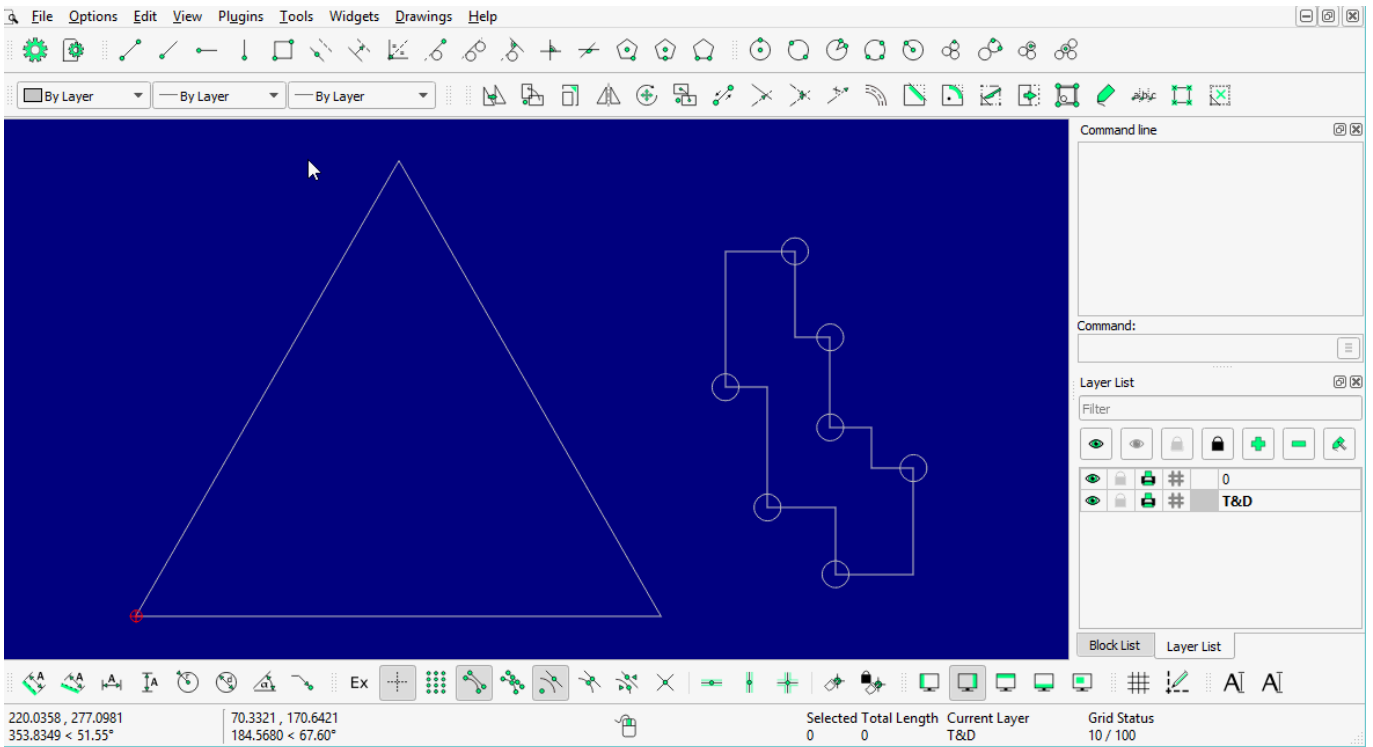 File Options Edit View Plugins Tools Widgets Drawings Help
By Layer By Layer By Layer
Command line
Command:
Layer List
Filter
0
T&D
Block List Layer List
Ex
AI AI
220.0358 , 277.0981 70.3321 , 170.6421 Selected Total Length Current Layer Grid Status
353.8349 < 51.55° 184.5680 < 67.60° 0 0 T&D 10 / 100